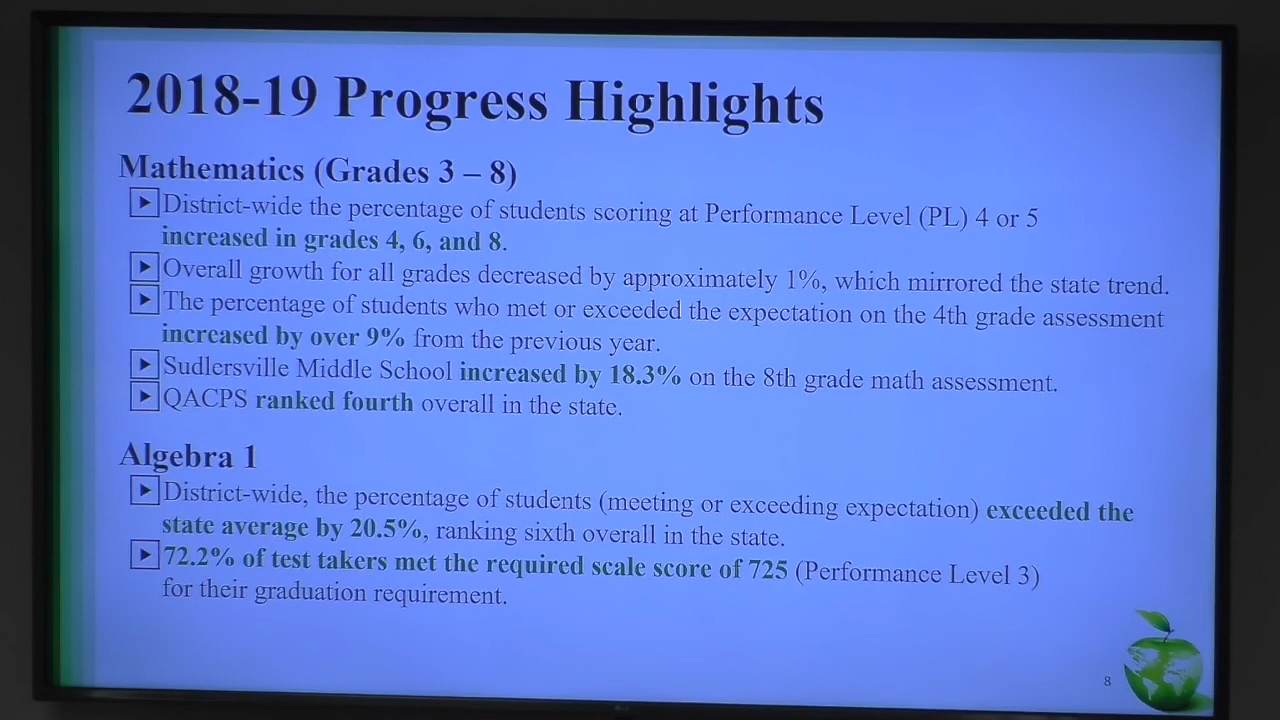 2018-19 Progress Highlights
Mathematics (Grades 3 – 8)
District-wide the percentage of students scoring at Performance Level (PL) 4 or 5
increased in grades 4, 6, and 8.
Overall growth for all grades decreased by approximately 1%, which mirrored the state trend.
The percentage of students who met or exceeded the expectation on the 4th grade assessment
increased by over 9% from the previous year.
Sudlersville Middle School increased by 18.3% on the 8th grade math assessment.
QACPS ranked fourth overall in the state.
Algebra 1
District-wide, the percentage of students (meeting or exceeding expectation) exceeded the
state average by 20.5%, ranking sixth overall in the state.
72.2% of test takers met the required scale score of 725 (Performance Level 3)
for their graduation requirement.
8